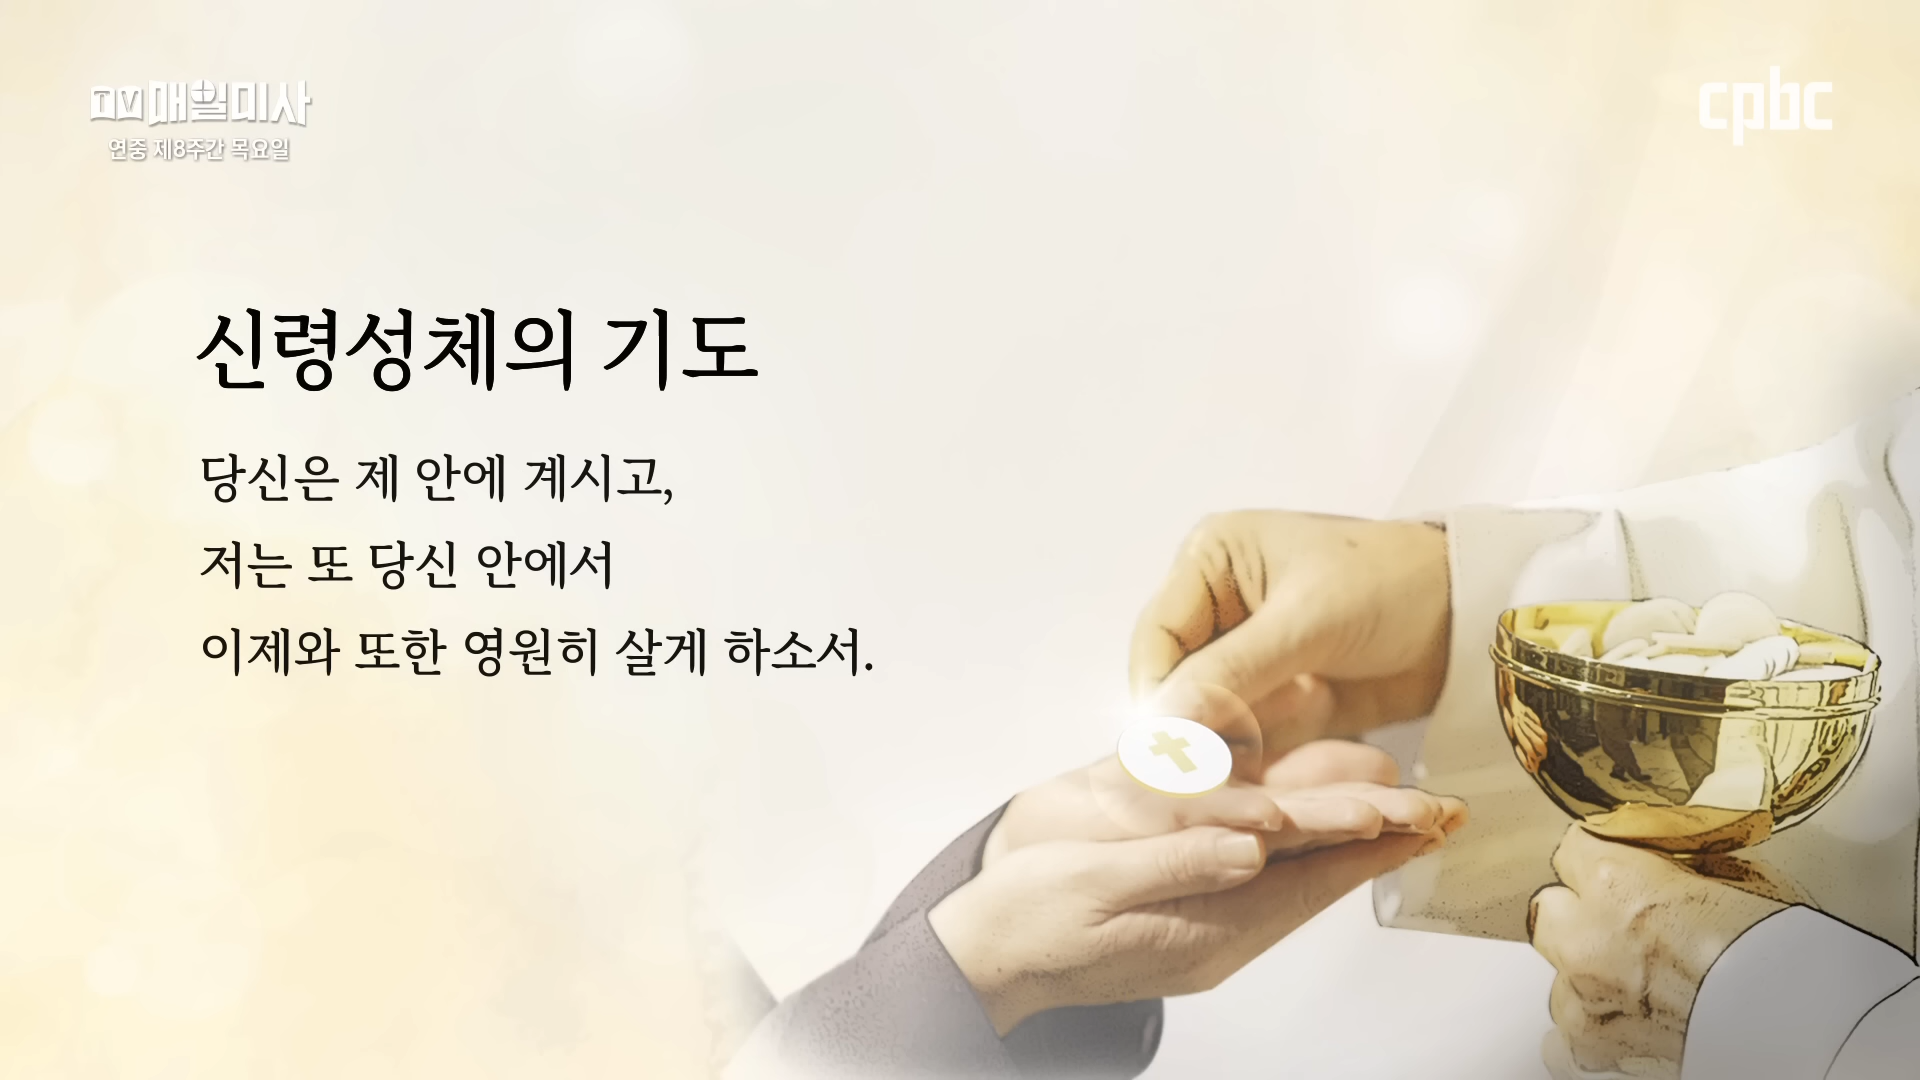 TV매일미사
연중 제8주간 목요일
cpbc
신령성체의 기도
당신은 제 안에 계시고,
저는 또 당신 안에서
이제와 또한 영원히 살게 하소서.